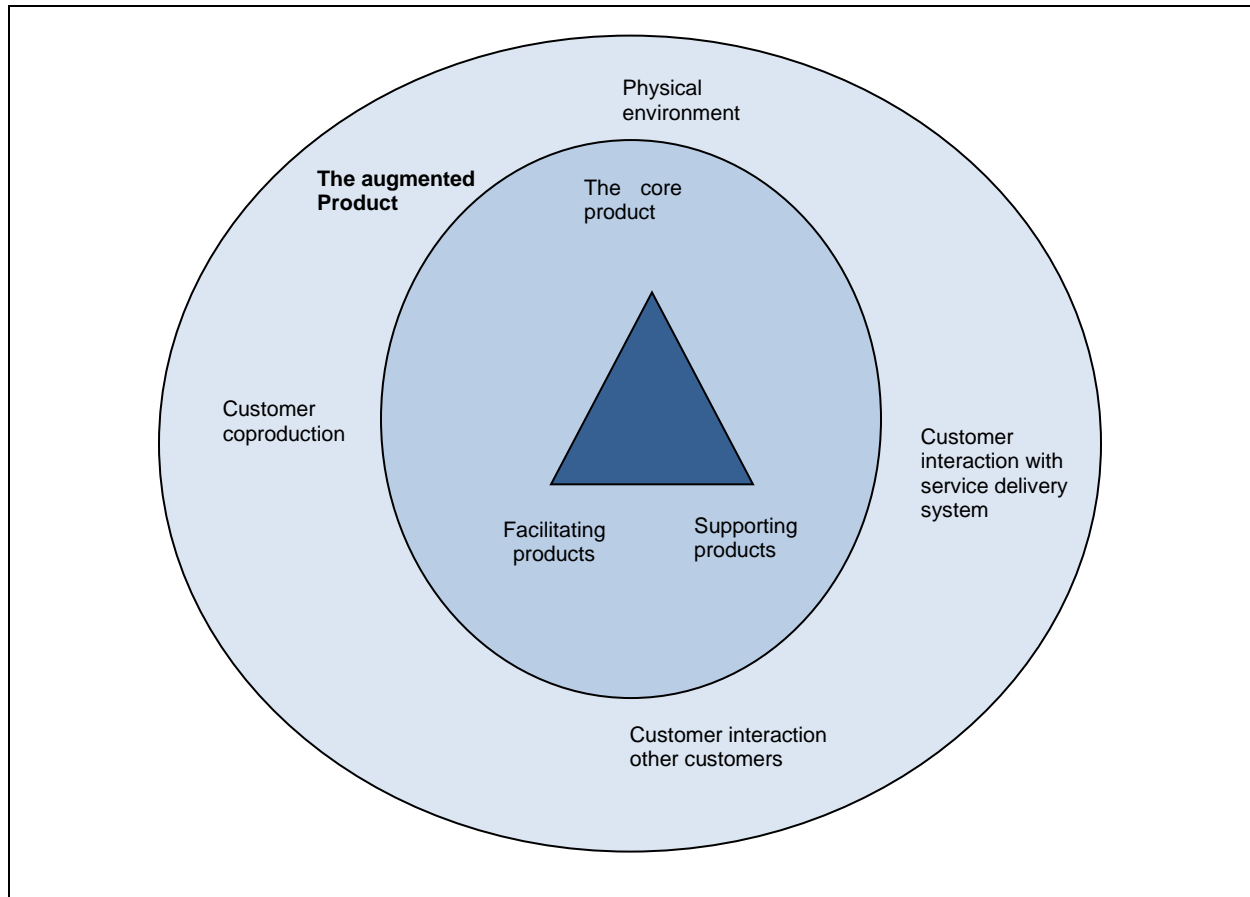 Physical
environment
The augmented
Product
The core
product
Customer
coproduction
Customer
interaction with
service delivery
system
Facilitating
products
Supporting
products
Customer interaction
other customers